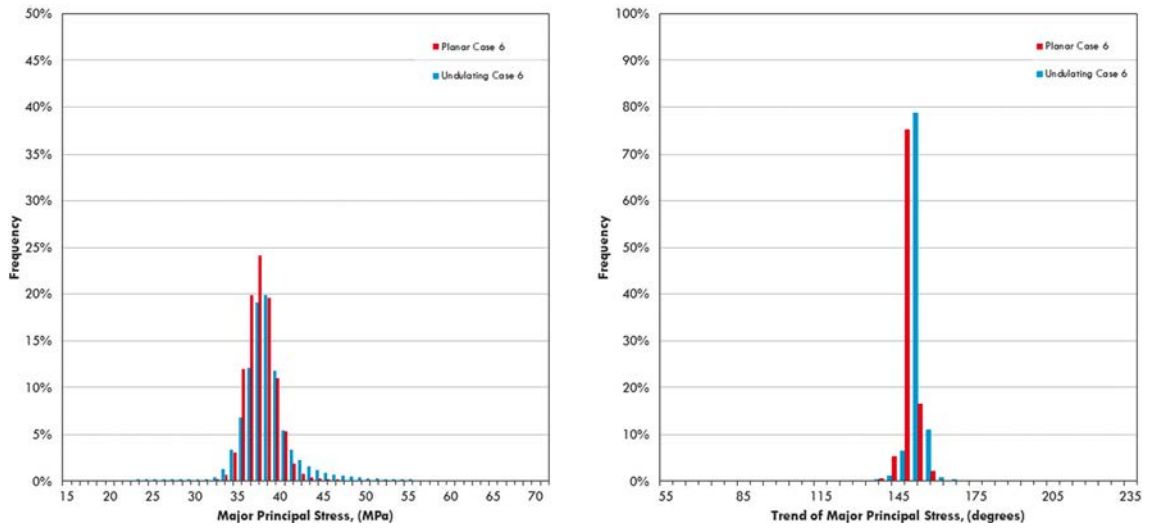 50%
45%
40%
35%
30%
25%
20%
15%
10%
5%
0%
Frequency
Planar Case 6
Undulating Case 6
15 20 25 30 35 40 45 50 55 60 65 70
Major Principal Stress, (MPa)
100%
90%
80%
70%
60%
50%
40%
30%
20%
10%
0%
Frequency
Planar Case 6
Undulating Case 6
55 85 115 145 175 205 235
Trend of Major Principal Stress, (degrees)